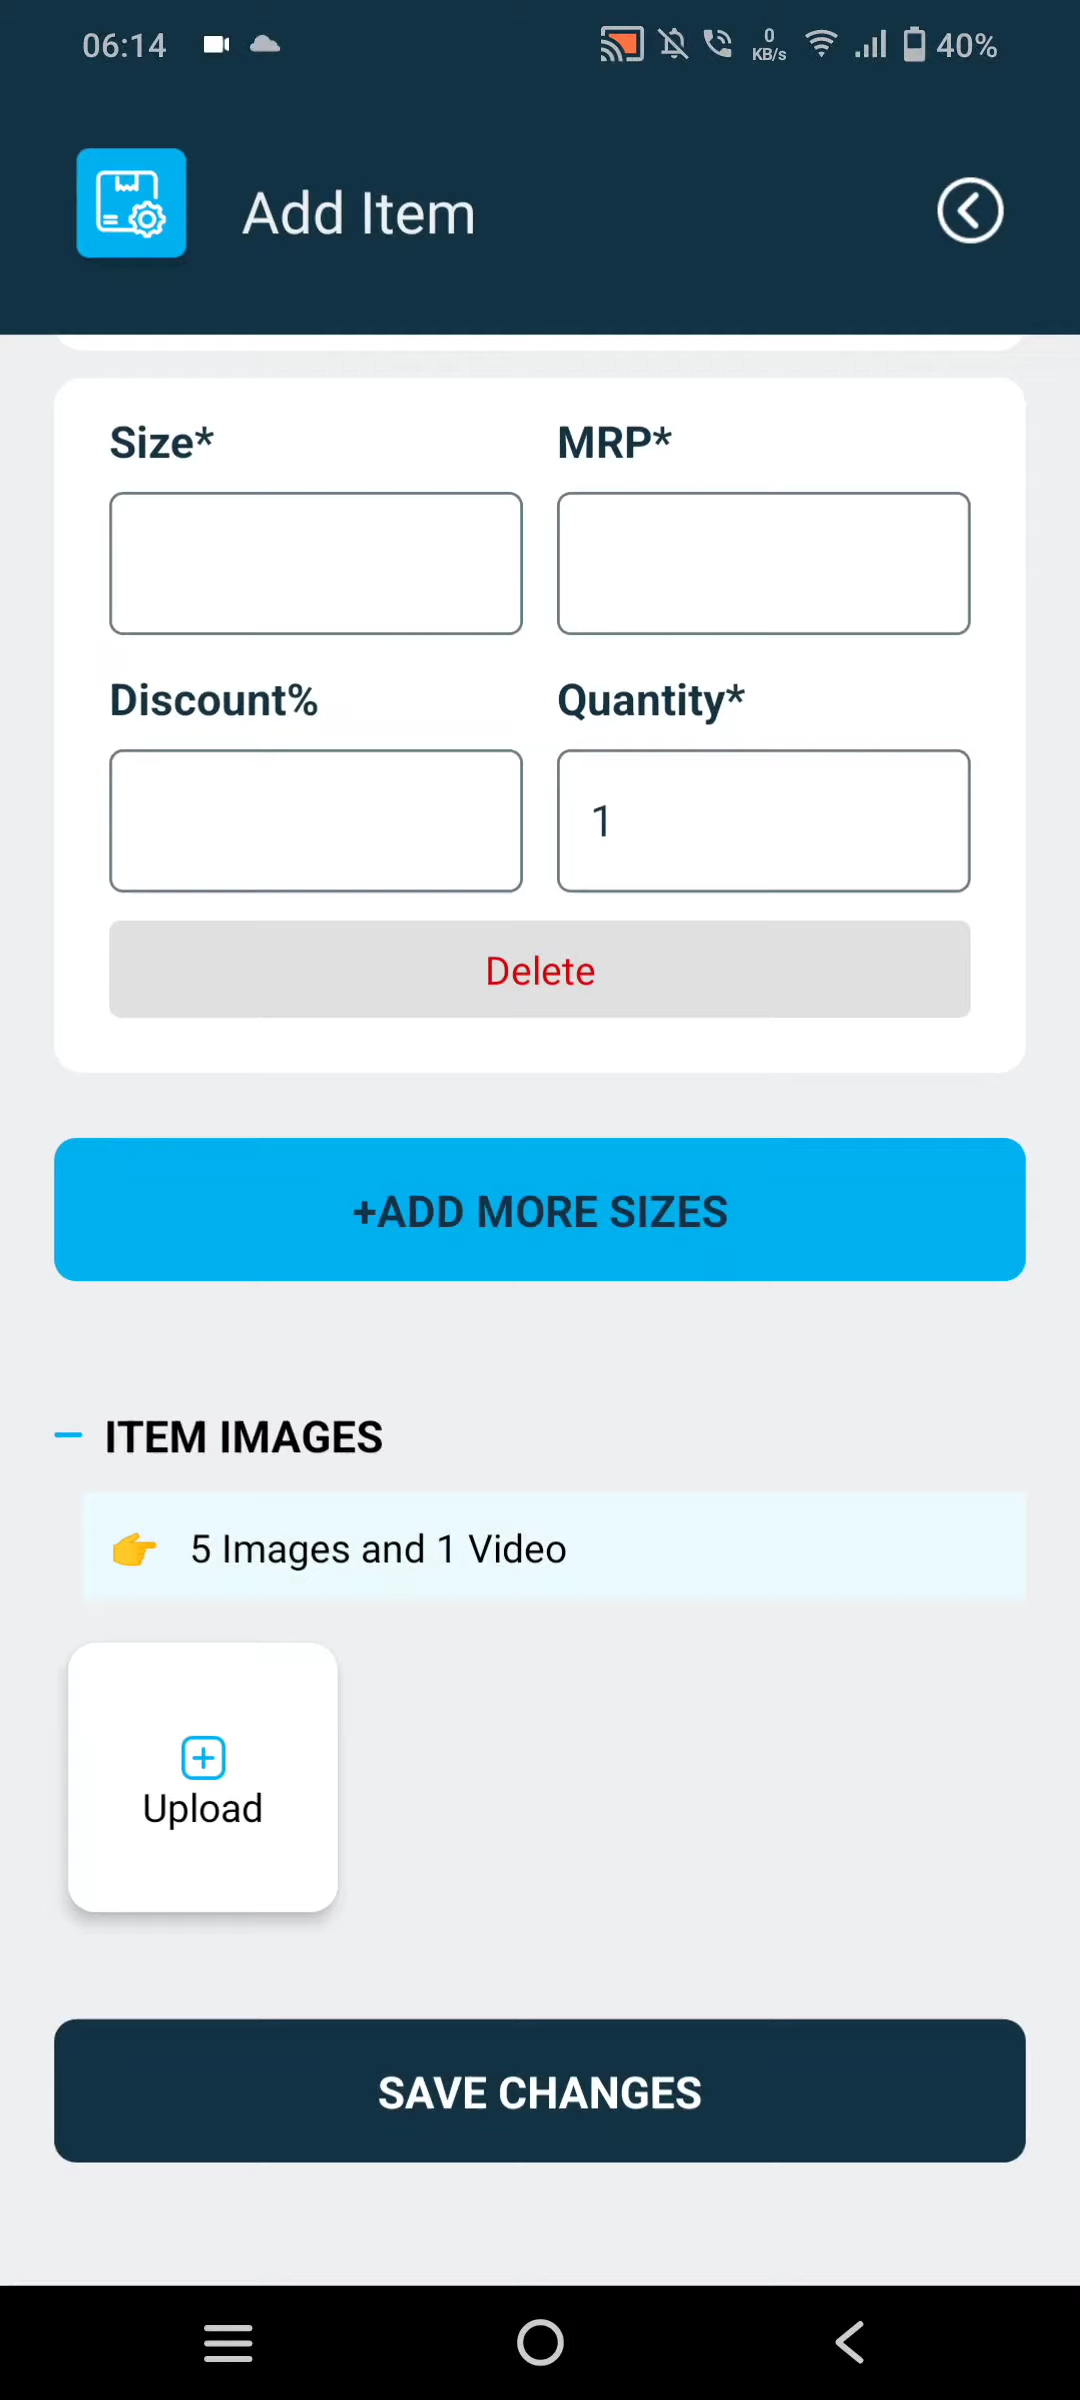 06:14
0
KB/s
40%
Add Item
Size*
MRP*
Discount%
Quantity*
1
Delete
+ADD MORE SIZES
ITEM IMAGES
👉 5 Images and 1 Video
Upload
SAVE CHANGES